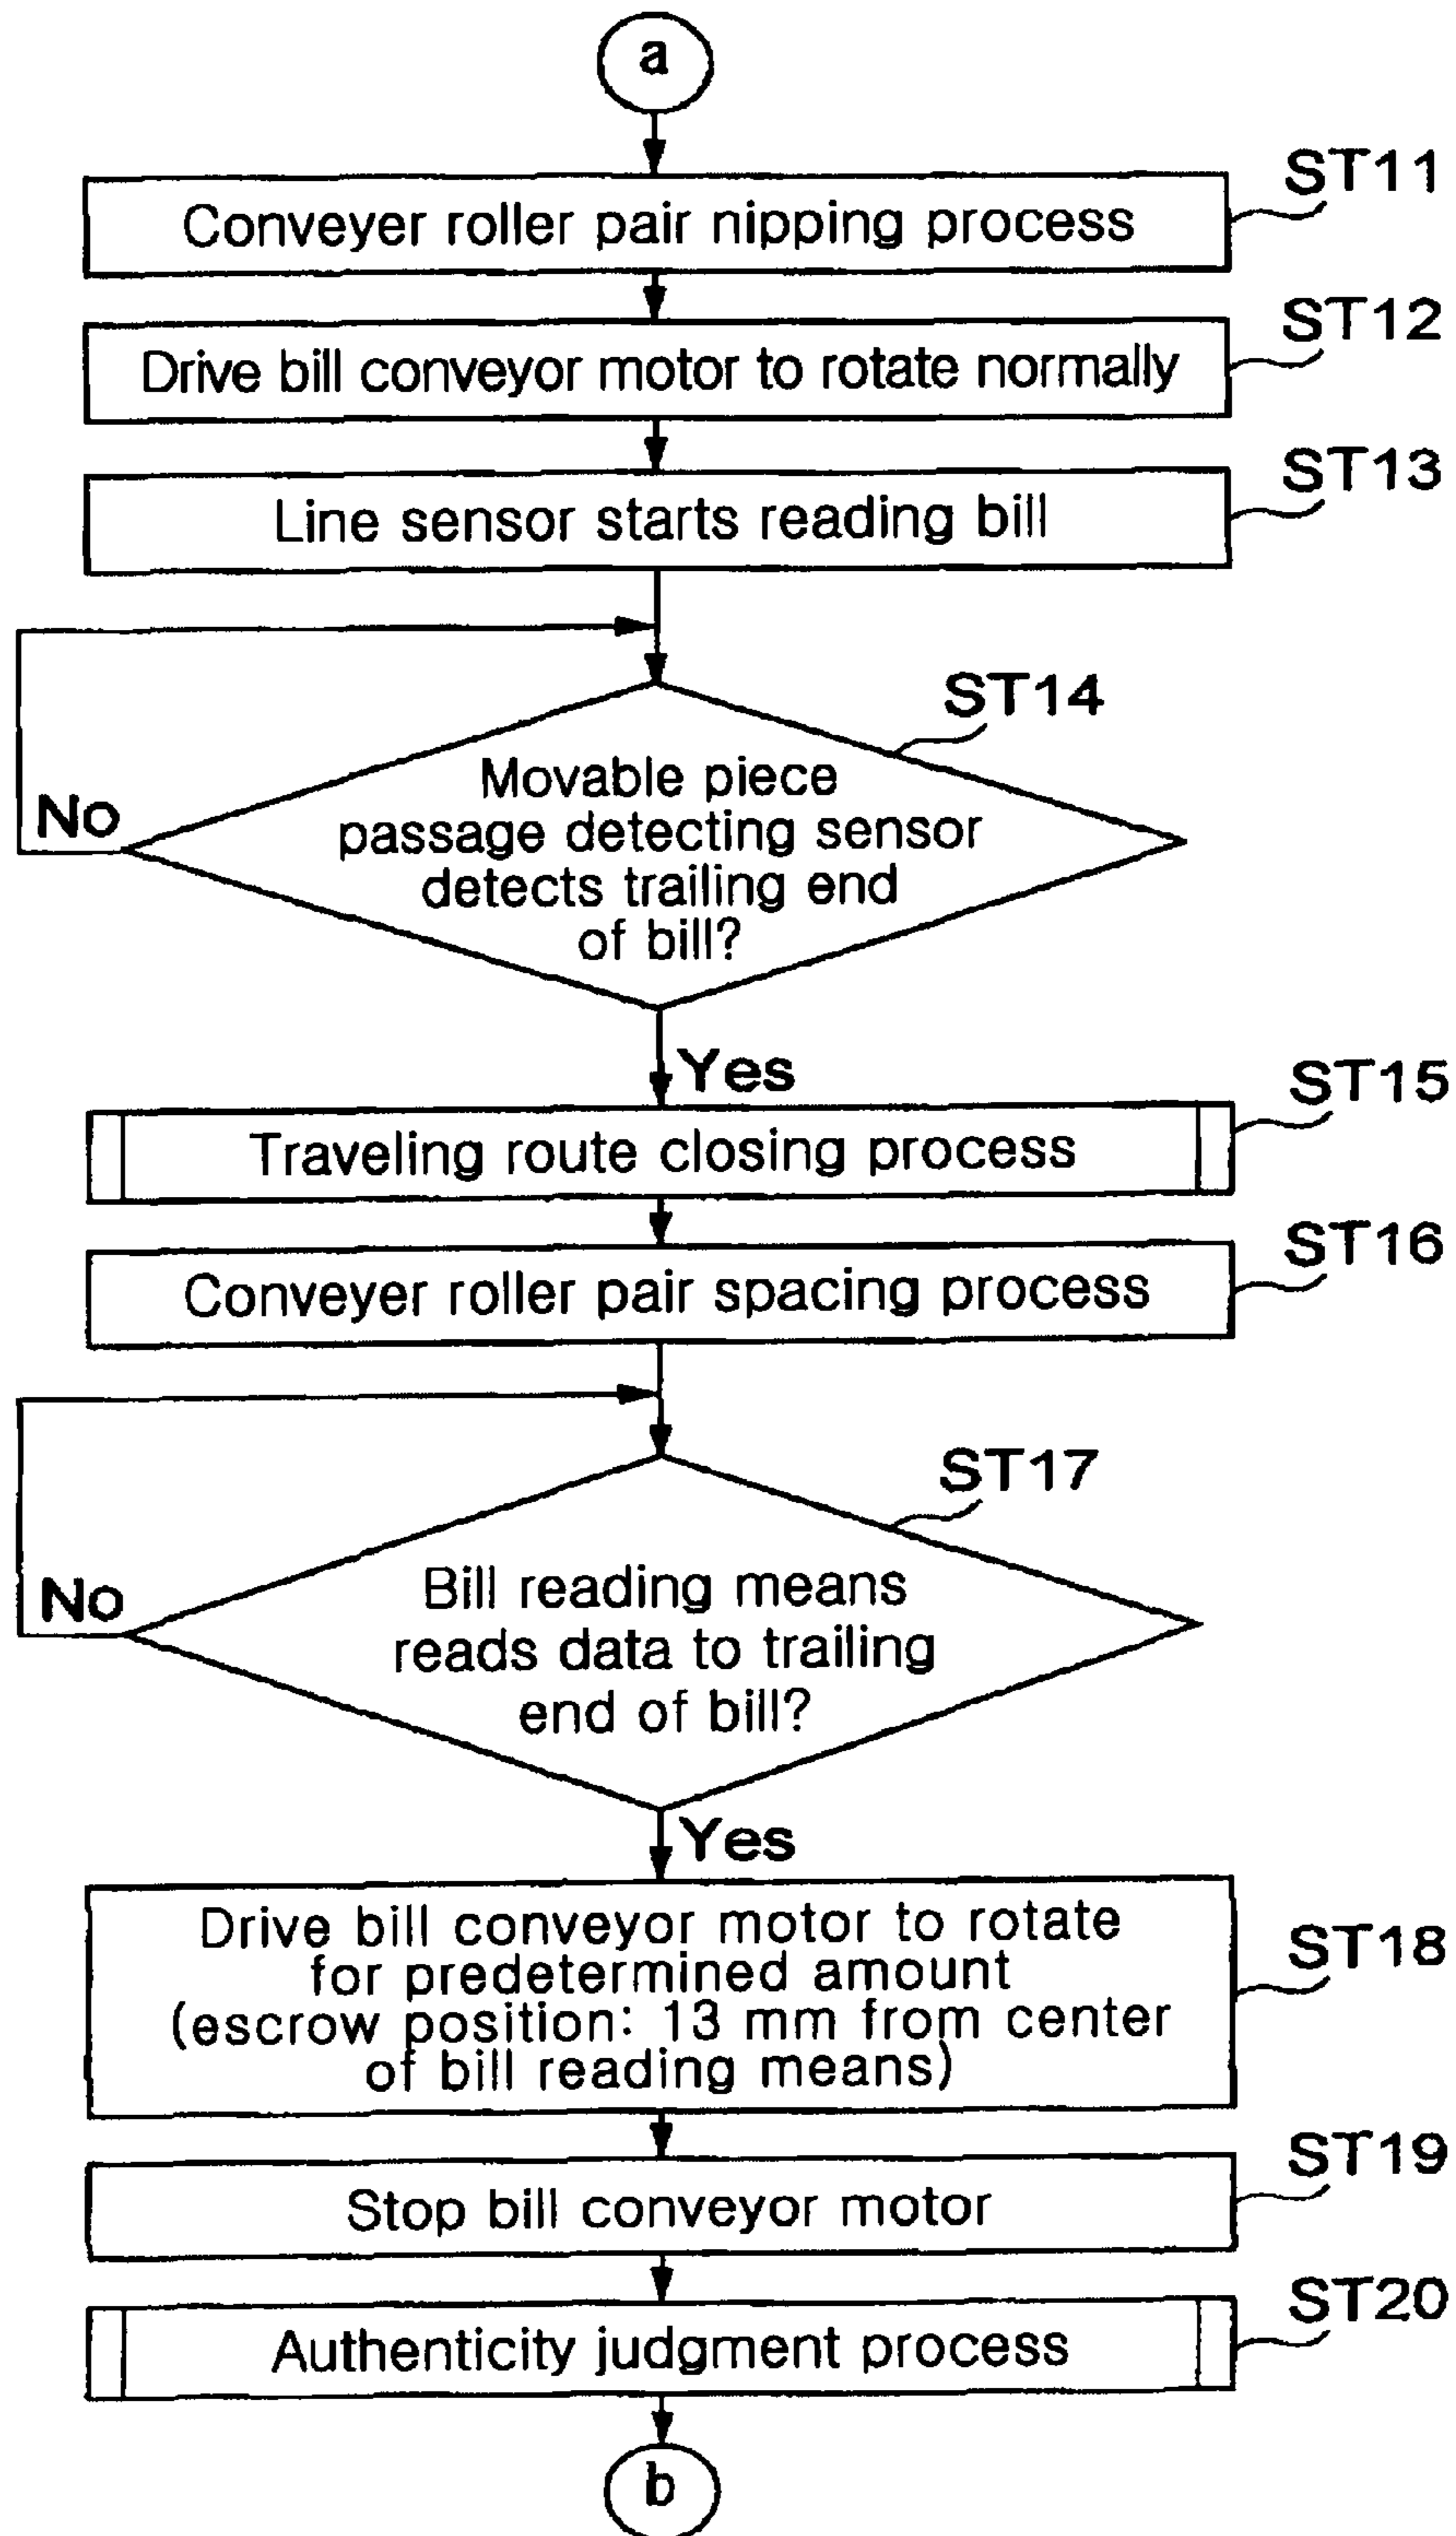 a
ST11
Conveyer roller pair nipping process
ST12
Drive bill conveyor motor to rotate normally
ST13
Line sensor starts reading bill
ST14
Movable piece
passage detecting sensor
detects trailing end
of bill?
No
Yes
ST15
Traveling route closing process
ST16
Conveyer roller pair spacing process
ST17
Bill reading means
reads data to trailing
end of bill?
No
Yes
ST18
Drive bill conveyor motor to rotate
for predetermined amount
(escrow position: 13 mm from center
of bill reading means)
ST19
Stop bill conveyor motor
ST20
Authenticity judgment process
b